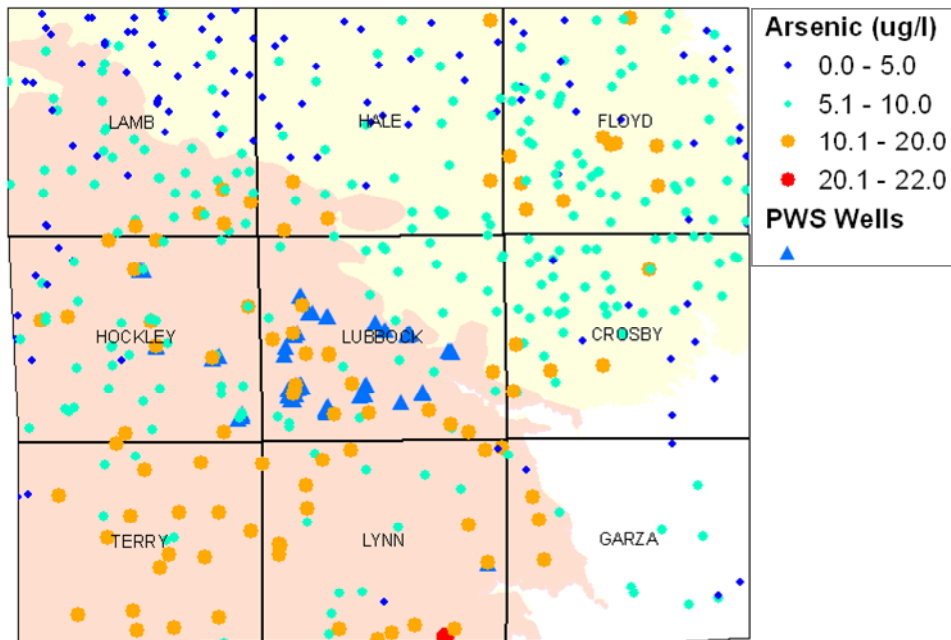 Arsenic (ug/l)
0.0 - 5.0
5.1 - 10.0
10.1 - 20.0
20.1 - 22.0
PWS Wells
LAMB
HALE
FLOYD
HOCKLEY
LUBBOCK
CROSBY
TERRY
LYNN
GARZA